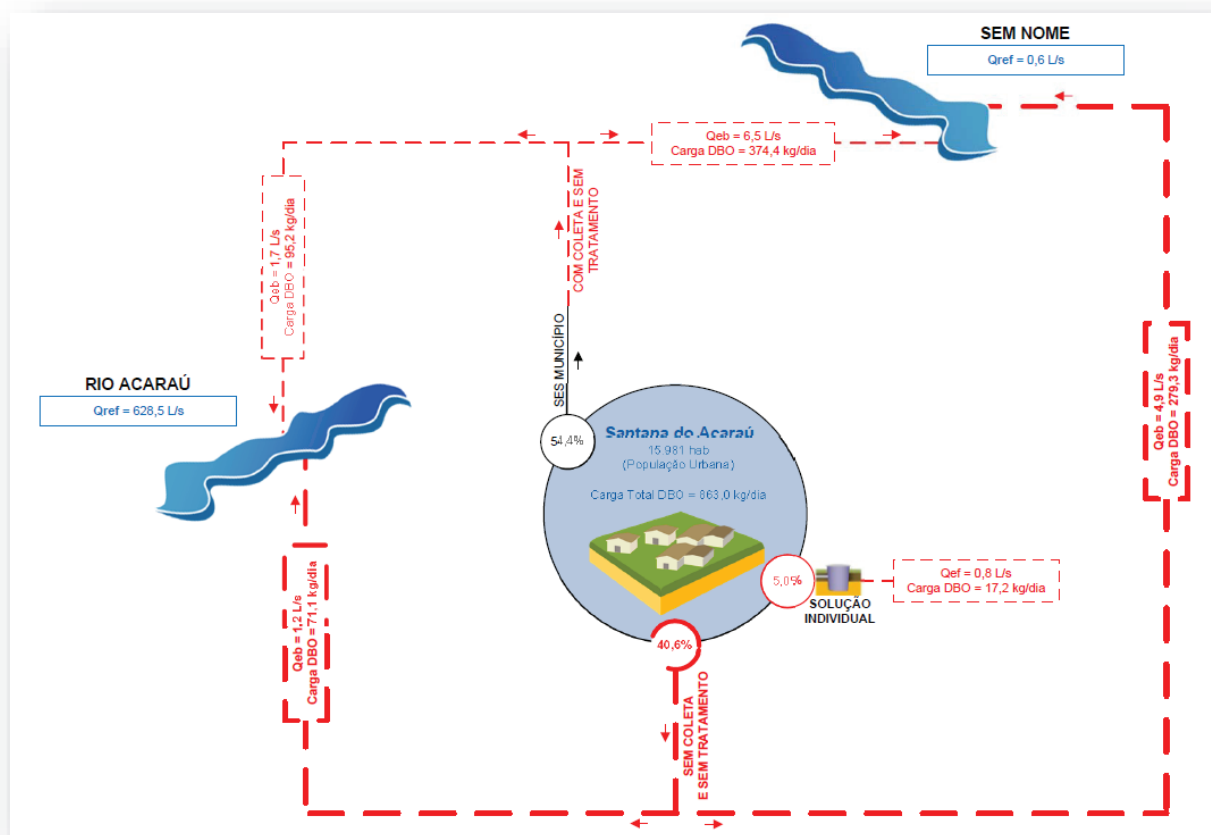 SEM NOME
Qref = 0,6 L/s
Qeb = 6,5 L/s
Carga DBO = 374,4 kg/dia
COM COLETA E SEM
TRATAMENTO
Qeb = 1,7 L/s
Carga DBO = 95,2 kg/dia
SES MUNICÍPIO
RIO ACARAÚ
Qref = 628,5 L/s
54,4%
Santana do Acaraú
15 981 hab
(População Urbana)
Carga Total DBO = 863,0 kg/dia
5,0%
SOLUÇÃO
INDIVIDUAL
Qef = 0,8 L/s
Carga DBO = 17,2 kg/dia
Qeb = 4,9 L/s
Carga DBO = 279,3 kg/dia
Qeb = 1,2 L/s
Carga DBO = 71,1 kg/dia
40,6%
SEM COLETA
E SEM TRATAMENTO